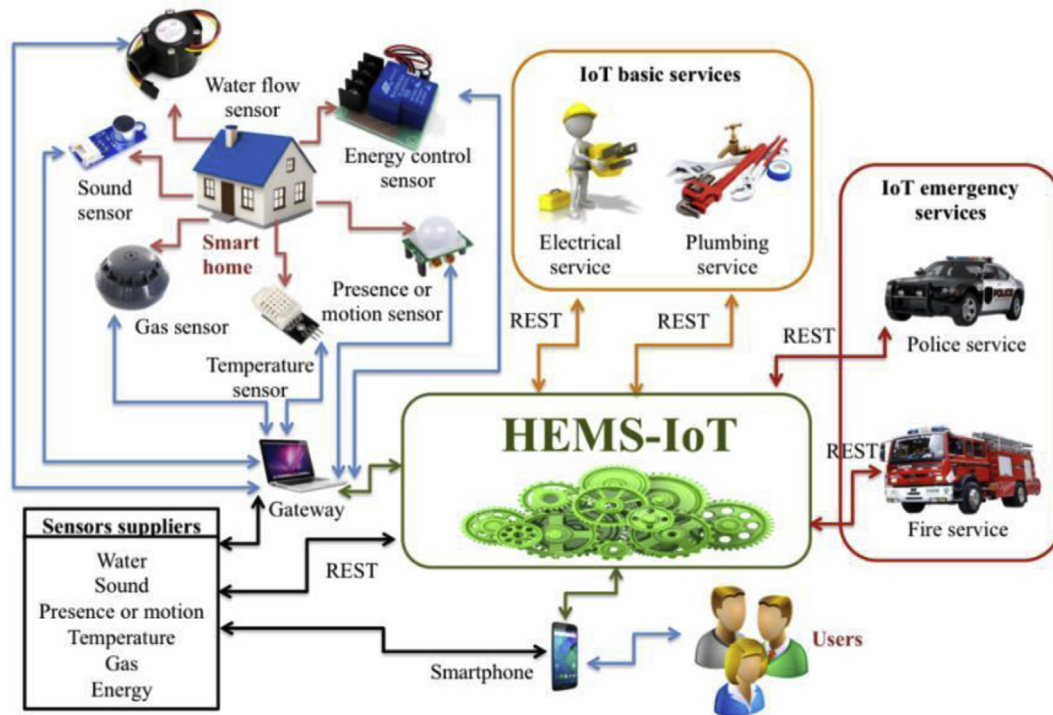 Water flow
sensor
Energy control
sensor
Sound
sensor
Smart
home
Gas sensor
Presence or
motion sensor
Temperature
sensor
Gateway
IoT basic services
Electrical
service
Plumbing
service
REST
REST
IoT emergency
services
POLICE
Police service
REST
REST
Fire service
HEMS-IoT
Sensors suppliers
Water
Sound
Presence or motion
Temperature
Gas
Energy
REST
Smartphone
Users